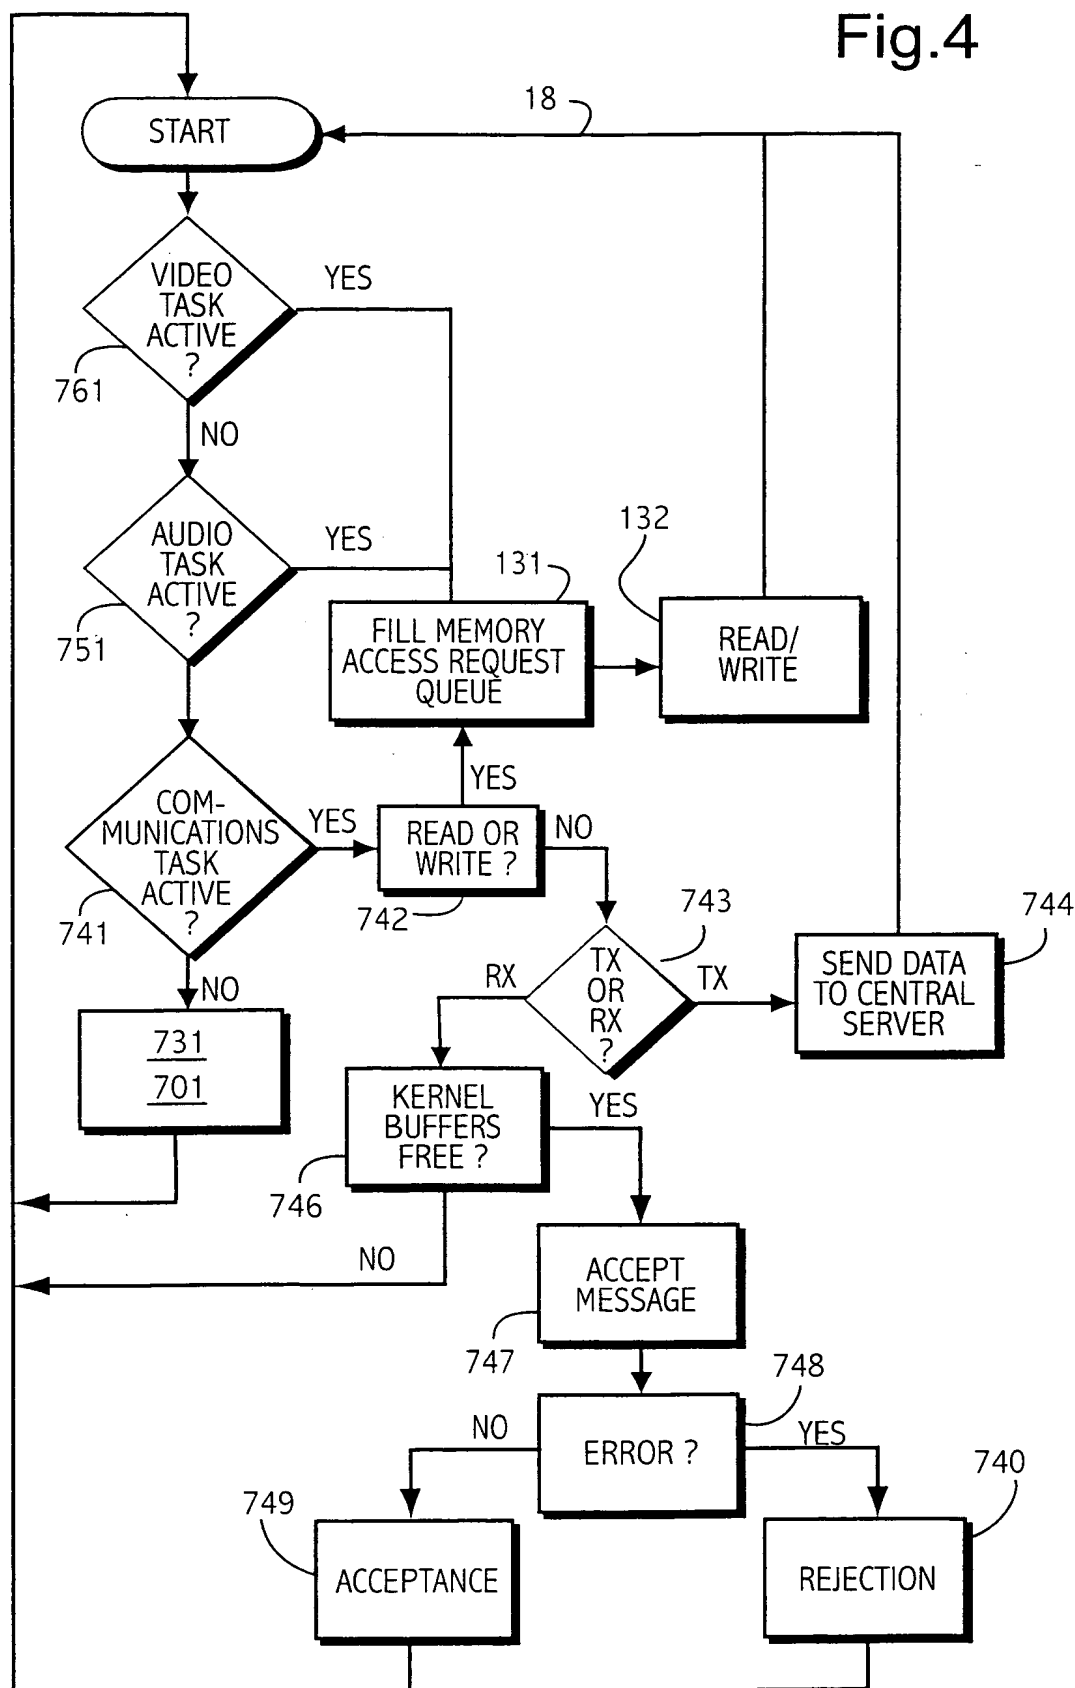 Fig.4
18
START
VIDEO
TASK
ACTIVE
?
YES
761
NO
AUDIO
TASK
ACTIVE
?
YES
751
131
132
FILL MEMORY
ACCESS REQUEST
QUEUE
READ/
WRITE
YES
COM-
MUNICATIONS
TASK
ACTIVE
?
YES
741
READ OR
WRITE ?
NO
742
743
744
TX
OR
RX
?
RX
TX
SEND DATA
TO CENTRAL
SERVER
NO
731
701
KERNEL
BUFFERS
FREE ?
YES
746
NO
ACCEPT
MESSAGE
747
748
ERROR ?
NO
YES
749
740
ACCEPTANCE
REJECTION